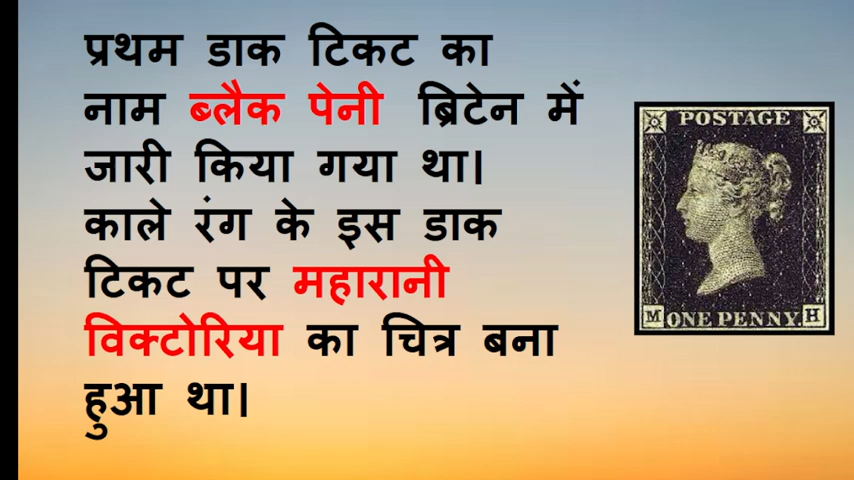 प्रथम डाक टिकट का
नाम ब्लैक पेनी ब्रिटेन में
जारी किया गया था।
काले रंग के इस डाक
टिकट पर महारानी
विक्टोरिया का चित्र बना
हुआ था।
POSTAGE
M ONE PENNY. H